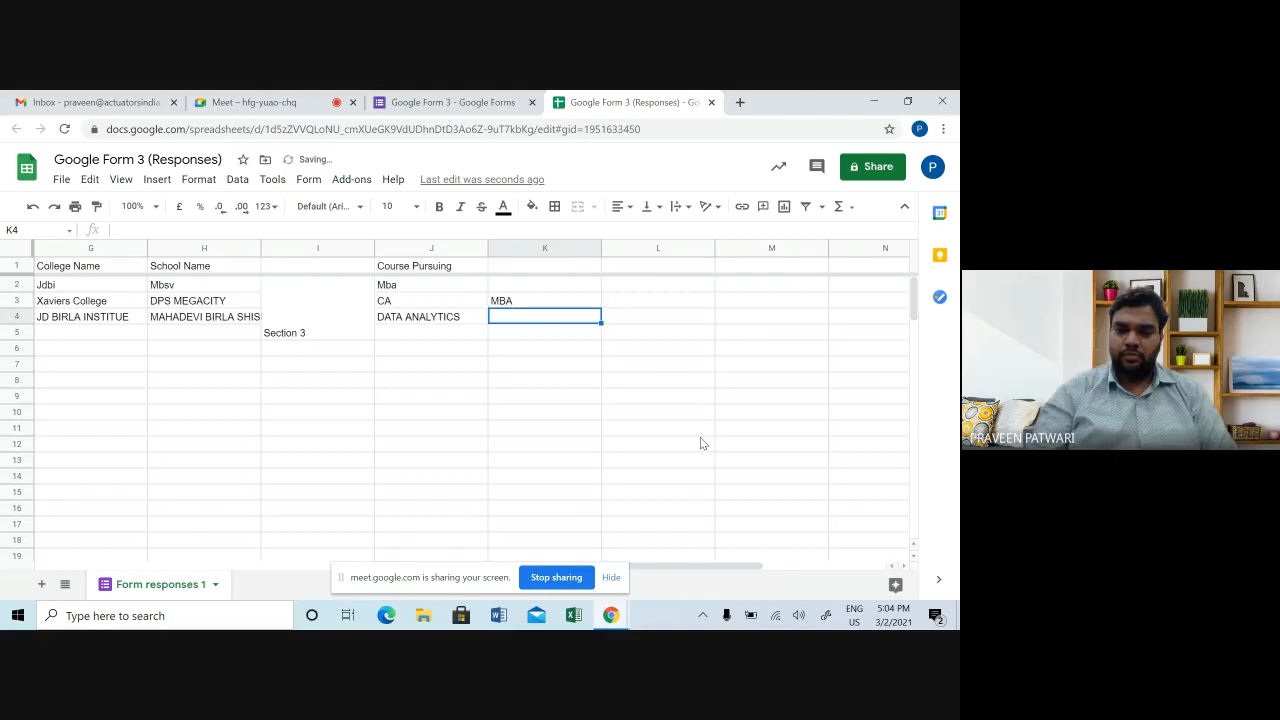 Inbox - praveen@actuatorsindia
Meet – hfg-yuao-chq
Google Form 3 - Google Forms
Google Form 3 (Responses) - Go
docs.google.com/spreadsheets/d/1d5zZVVQLoNU_cmXUeGK9VdUDhnDtD3Ao6Z-9uT7kbKg/edit#gid=1951633450
P
Google Form 3 (Responses)
Saving...
Share
P
File Edit View Insert Format Tools Form Add-ons Help Last edit was seconds ago
100% £ % .0 .00 123 Default (Ari... 10 B I S A
K4 fx
G H I J K L M N
1 College Name School Name Course Pursuing
2 Jdbi Mbsv Mba
3 Xaviers College DPS MEGACITY CA MBA
4 JD BIRLA INSTITUE MAHADEVI BIRLA SHIS DATA ANALYTICS
5 Section 3
6
7
8
9
10
11
12
13
14
15
16
17
18
19
PRAVEEN PATWARI
Form responses 1
meet.google.com is sharing your screen. Stop sharing Hide
Type here to search
ENG
US
5:04 PM
3/2/2021
2